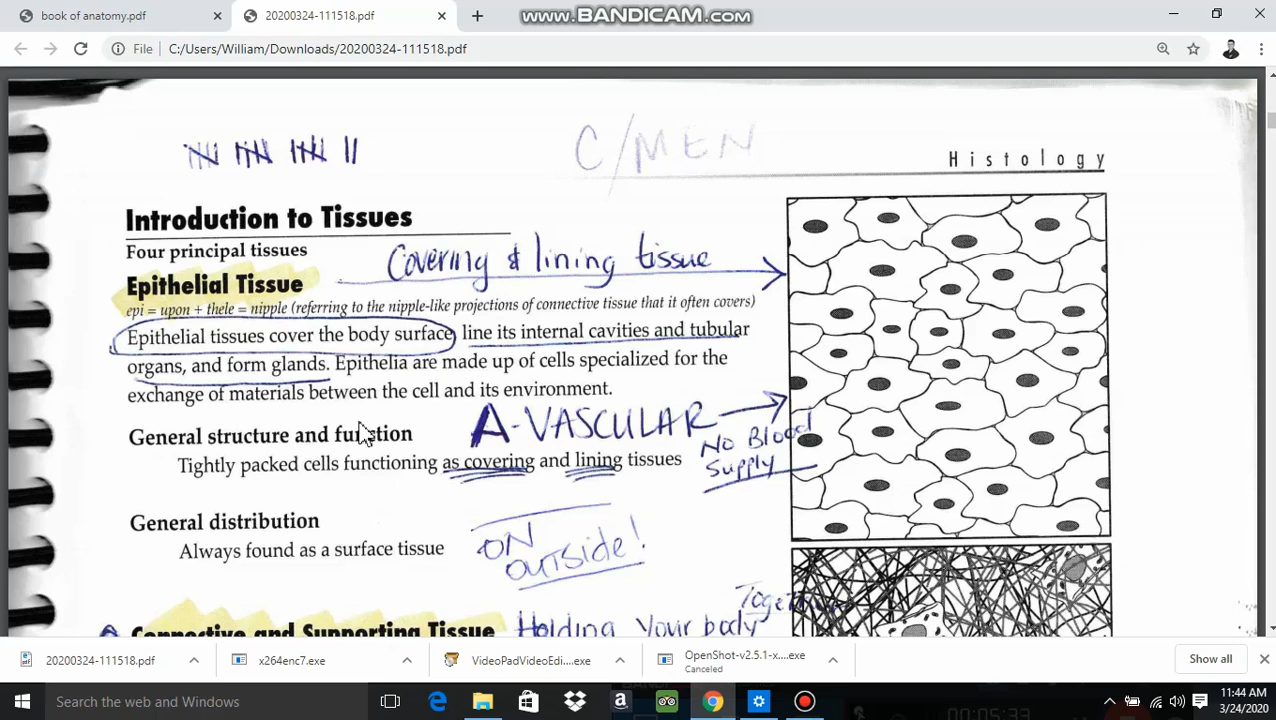 book of anatomy.pdf
20200324-111518.pdf
www.BANDICAM.com
File
C:/Users/William/Downloads/20200324-111518.pdf
C/MEN
Histology
Introduction to Tissues
Four principal tissues
Covering & lining tissue
Epithelial Tissue
epi = upon + thele = nipple (referring to the nipple-like projections of connective tissue that it often covers)
Epithelial tissues cover the body surface, line its internal cavities and tubular
organs, and form glands. Epithelia are made up of cells specialized for the
exchange of materials between the cell and its environment.
A-VASCULAR
No Blood
Supply
General structure and function
Tightly packed cells functioning as covering and lining tissues
General distribution
Always found as a surface tissue
ON
outside!
Together
Connective and Supporting Tissue
Holding Your body
20200324-111518.pdf
x264enc7.exe
VideoPadVideoEdi....exe
OpenShot-v2.5.1-x....exe
Canceled
Show all
Search the web and Windows
11:44 AM
3/24/2020
00:05:33